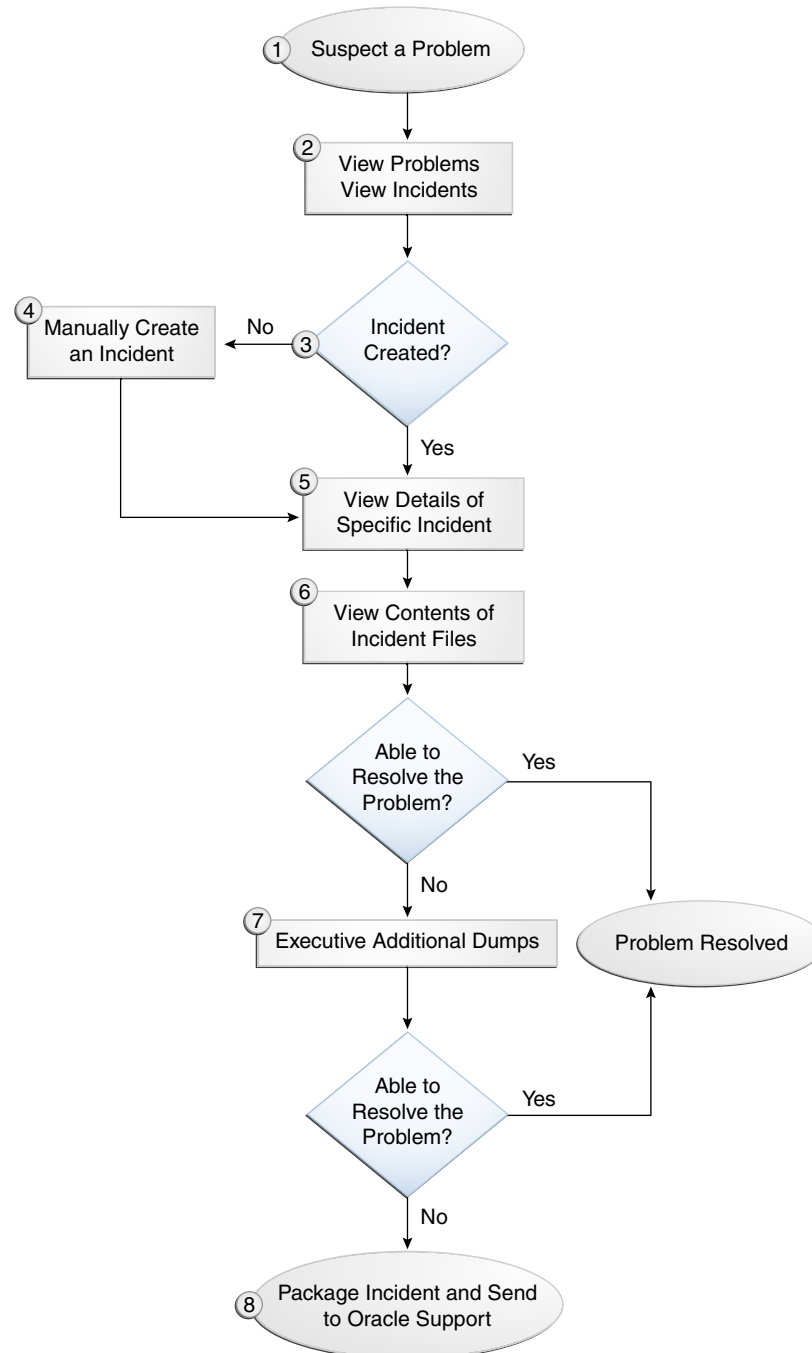 1
Suspect a Problem
2
View Problems
View Incidents
3
Incident
Created?
No
4
Manually Create
an Incident
Yes
5
View Details of
Specific Incident
6
View Contents of
Incident Files
Able to
Resolve the
Problem?
Yes
No
7
Executive Additional Dumps
Problem Resolved
Able to
Resolve the
Problem?
Yes
No
8
Package Incident and Send
to Oracle Support